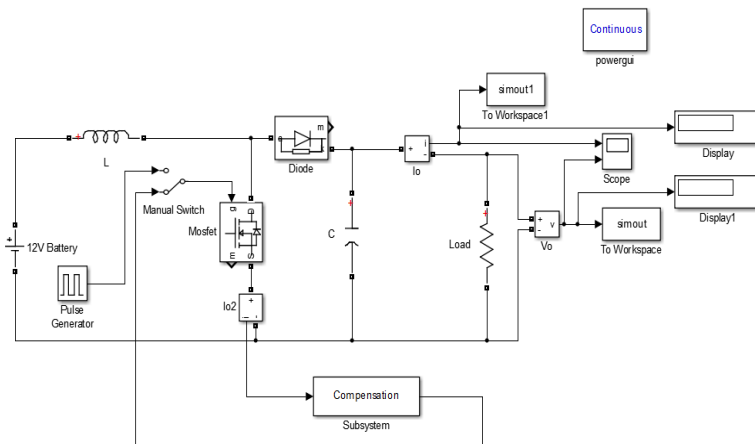 Continuous
powergui
simout1
To Workspace1
Display
L
m
a
k
Diode
+
i
-
Io
Scope
Manual Switch
Mosfet
g
D
m
S
12V Battery
C
Load
+
-
v
Vo
simout
To Workspace
Display1
Pulse
Generator
Io2
+
i
-
Compensation
Subsystem